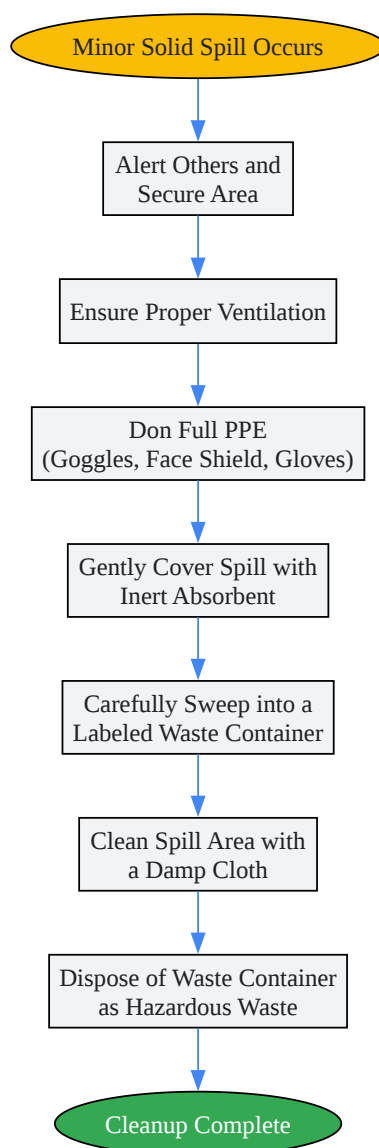 Minor Solid Spill Occurs
Alert Others and
Secure Area
Ensure Proper Ventilation
Don Full PPE
(Goggles, Face Shield, Gloves)
Gently Cover Spill with
Inert Absorbent
Carefully Sweep into a
Labeled Waste Container
Clean Spill Area with
a Damp Cloth
Dispose of Waste Container
as Hazardous Waste
Cleanup Complete